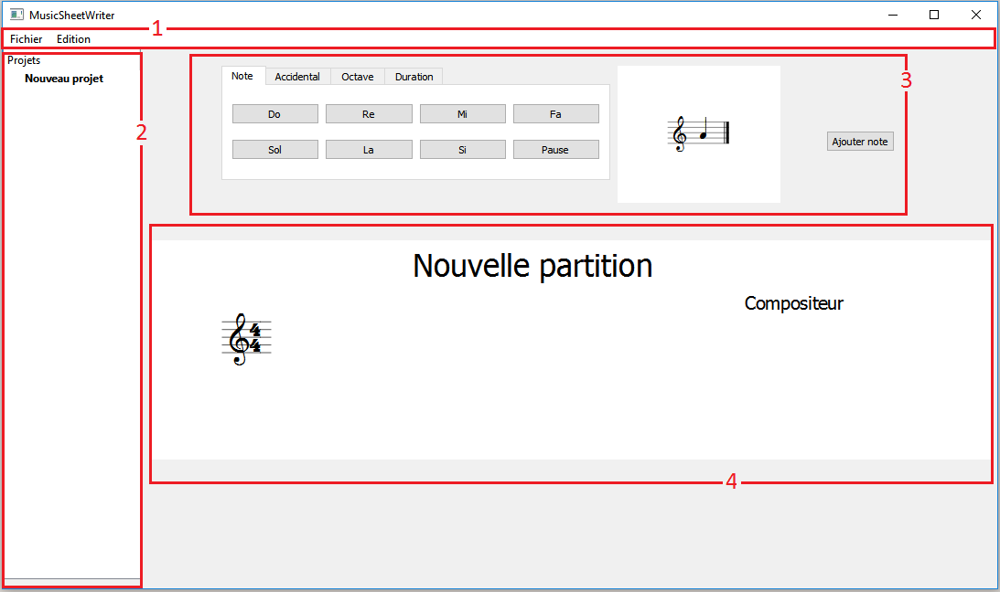 MusicSheetWriter
1
Fichier Edition
Projets
Nouveau projet
2
Note Accidental Octave Duration
3
Do Re Mi Fa
Sol La Si Pause
Ajouter note
Nouvelle partition
Compositeur
4
4
4